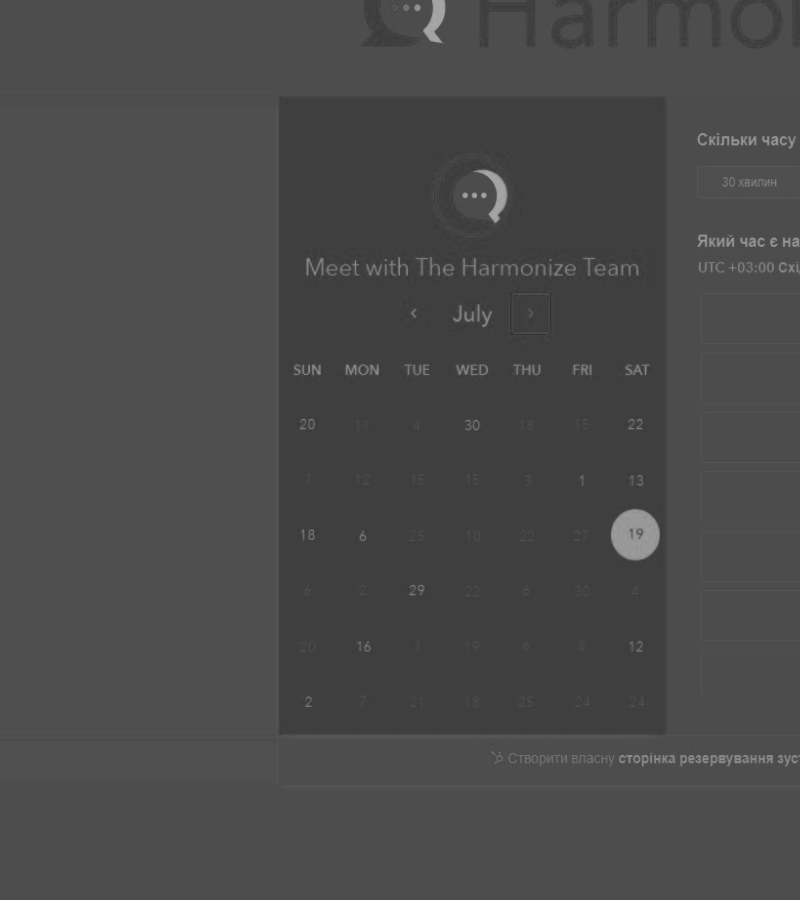 Harmon
Скільки часу
30 хвилин
Meet with The Harmonize Team
Який час є на
UTC +03:00 Схі
‹ July ›
SUN MON TUE WED THU FRI SAT
20 11 4 30 18 15 22
7 12 15 15 3 1 13
18 6 25 10 22 27 19
6 2 29 22 6 30 4
20 16 1 19 6 8 12
2 7 21 18 25 24 24
Створити власну сторінка резервування зуст